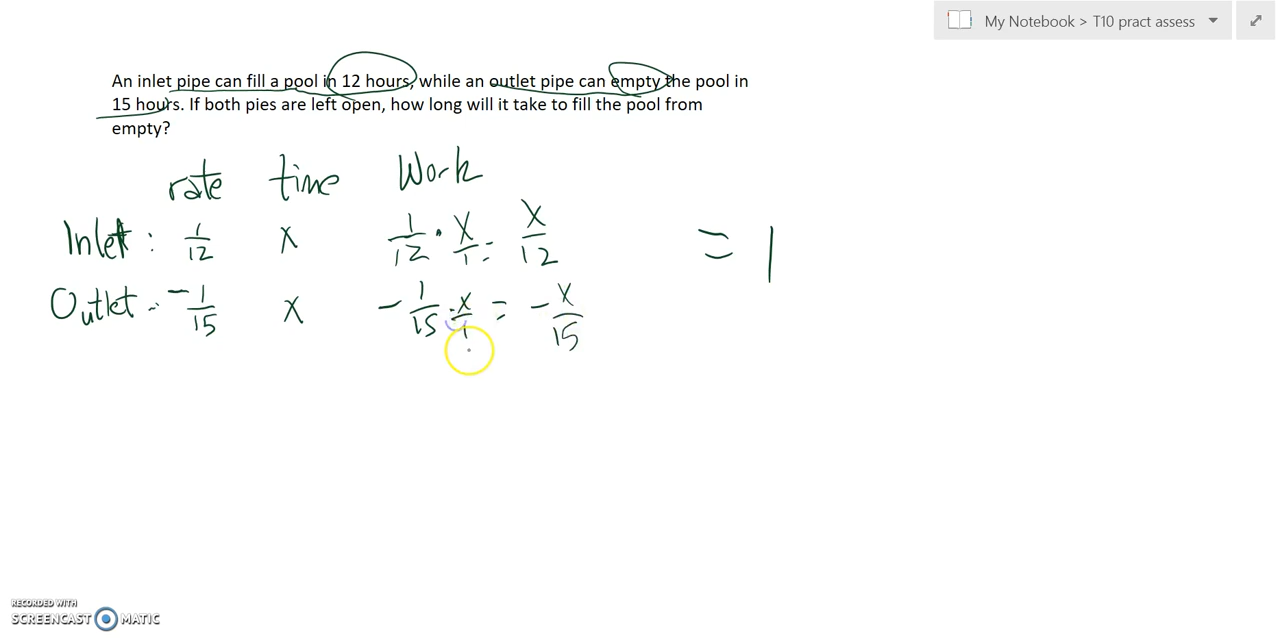 My Notebook > T10 pract assess
An inlet pipe can fill a pool in 12 hours, while an outlet pipe can empty the pool in
15 hours. If both pies are left open, how long will it take to fill the pool from
empty?
rate time Work
Inlet: 1/12 x 1/12 · x/1 = x/12 = 1
Outlet: -1/15 x -1/15 · x/1 = -x/15
RECORDED WITH
SCREENCAST MATIC